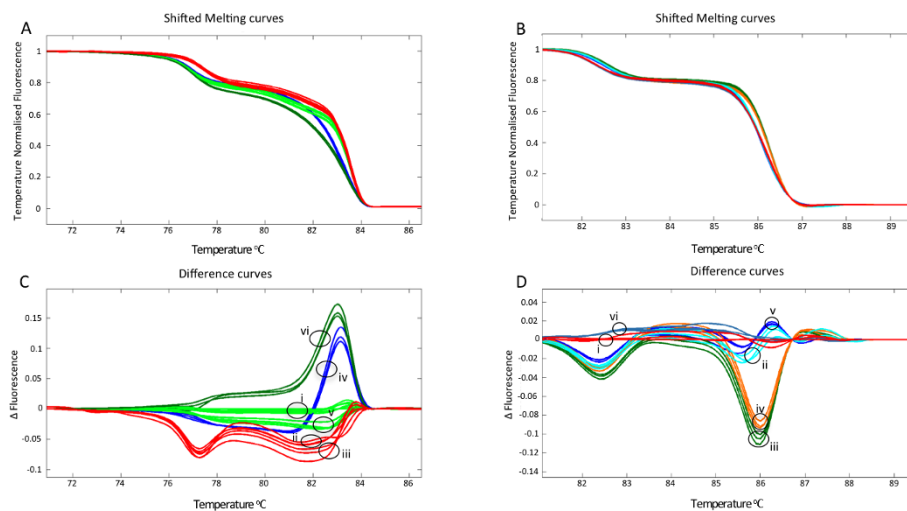 A
Shifted Melting curves
Temperature Normalised Fluorescence
1
0.8
0.6
0.4
0.2
0
72 74 76 78 80 82 84 86
Temperature ºC
B
Shifted Melting curves
Temperature Normalised Fluorescence
1
0.8
0.6
0.4
0.2
0
82 83 84 85 86 87 88 89
Temperature ºC
C
Difference curves
Δ Fluorescence
0.15
0.1
0.05
0
-0.05
-0.1
vi
iv
i
v
ii
iii
72 74 76 78 80 82 84 86
Temperature ºC
D
Difference curves
Δ Fluorescence
0.04
0.02
0
-0.02
-0.04
-0.06
-0.08
-0.1
-0.12
-0.14
vi
v
i
ii
iv
iii
82 83 84 85 86 87 88 89
Temperature ºC